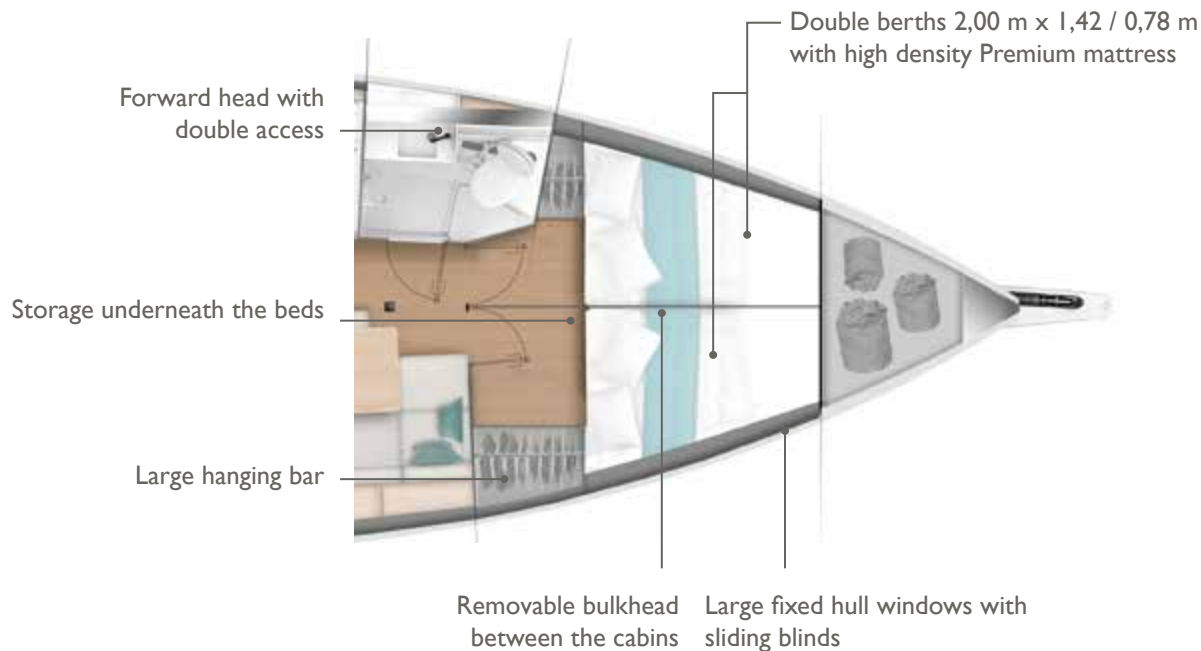 Double berths 2,00 m x 1,42 / 0,78 m
with high density Premium mattress
Forward head with
double access
Storage underneath the beds
Large hanging bar
Removable bulkhead
between the cabins
Large fixed hull windows with
sliding blinds